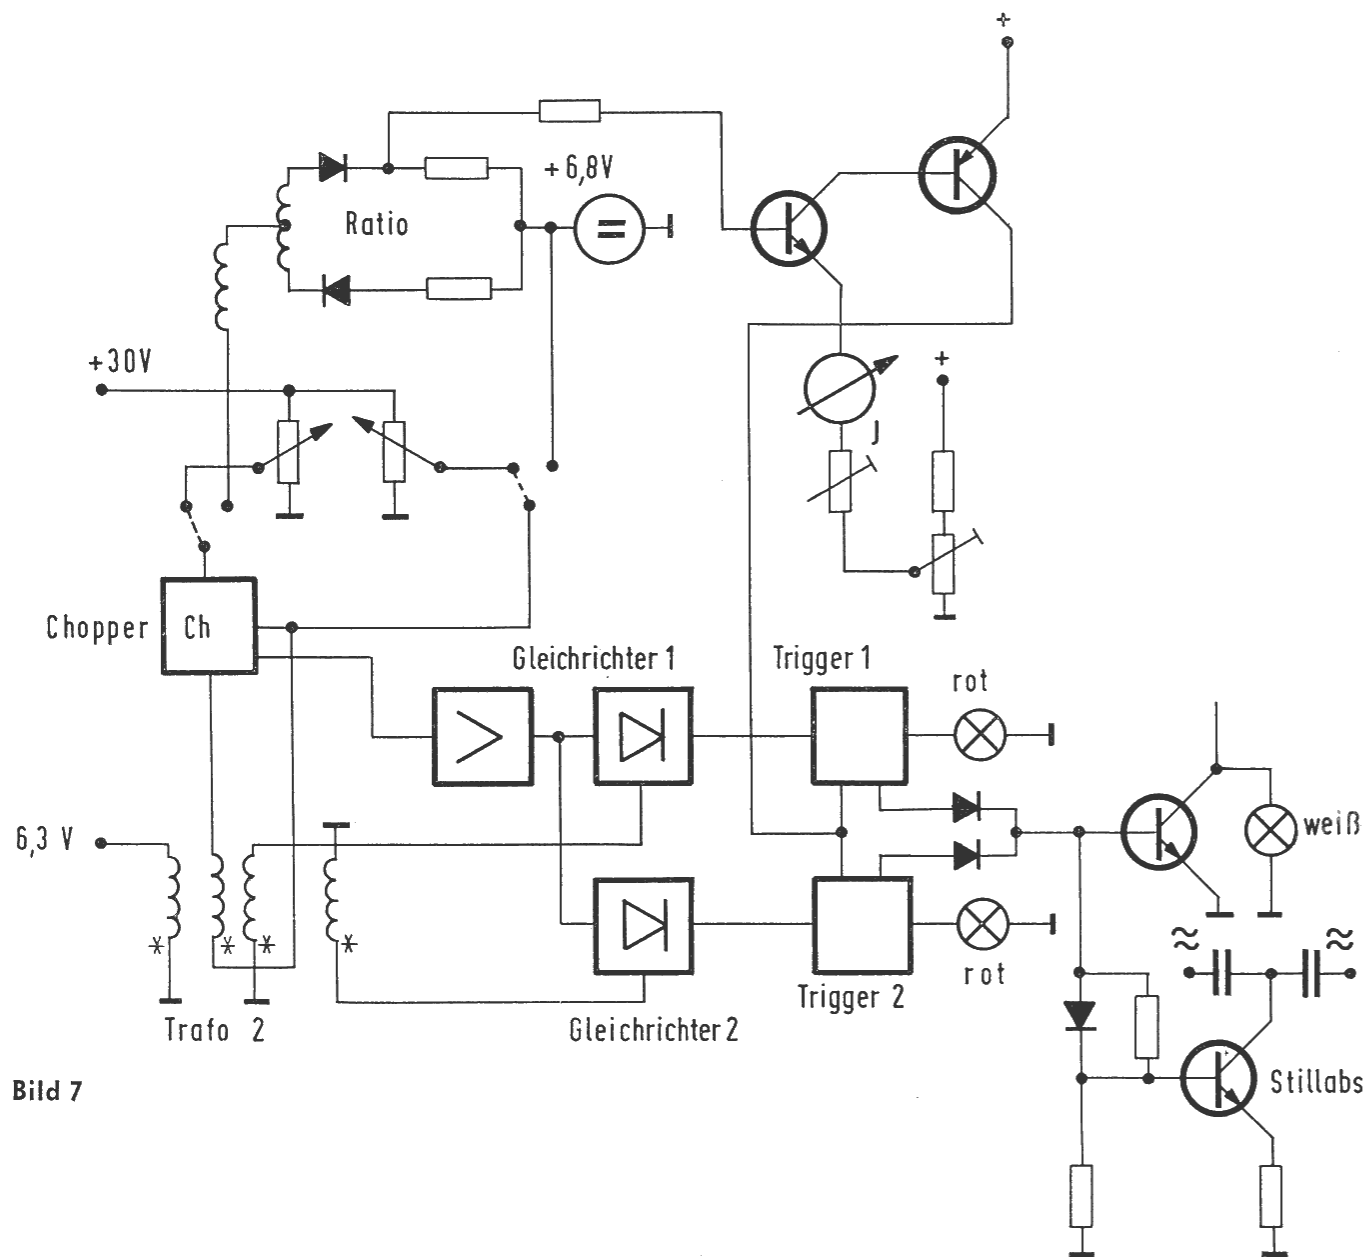 +
+6,8V
=
Ratio
+30V
+
J
Chopper
Ch
Gleichrichter 1
Trigger 1
rot
6,3 V
weiß
* * * *
≈ ≈
rot
Trafo 2
Gleichrichter 2
Trigger 2
Stillabs
Bild 7